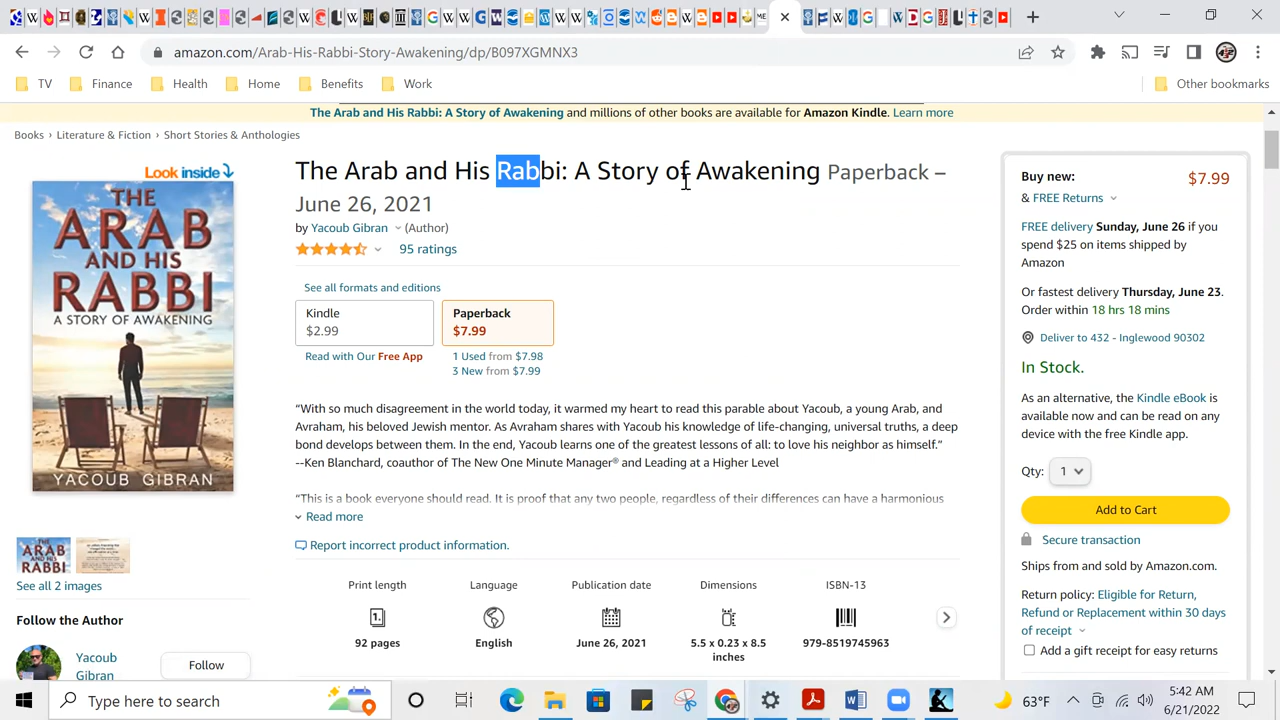 amazon.com/Arab-His-Rabbi-Story-Awakening/dp/B097XGMNX3
TV Finance Health Home Benefits Work Other bookmarks
The Arab and His Rabbi: A Story of Awakening and millions of other books are available for Amazon Kindle. Learn more
Books › Literature & Fiction › Short Stories & Anthologies
Look inside
THE
ARAB
AND HIS
RABBI
A STORY OF AWAKENING
YACOUB GIBRAN
See all 2 images
Follow the Author
Yacoub
Gibran
Follow
The Arab and His Rabbi: A Story of Awakening Paperback –
June 26, 2021
by Yacoub Gibran (Author)
95 ratings
See all formats and editions
Kindle
$2.99
Read with Our Free App
Paperback
$7.99
1 Used from $7.98
3 New from $7.99
“With so much disagreement in the world today, it warmed my heart to read this parable about Yacoub, a young Arab, and
Avraham, his beloved Jewish mentor. As Avraham shares with Yacoub his knowledge of life-changing, universal truths, a deep
bond develops between them. In the end, Yacoub learns one of the greatest lessons of all: to love his neighbor as himself.”
--Ken Blanchard, coauthor of The New One Minute Manager® and Leading at a Higher Level
“This is a book everyone should read. It is proof that any two people, regardless of their differences can have a harmonious
Read more
Report incorrect product information.
Print length
92 pages
Language
English
Publication date
June 26, 2021
Dimensions
5.5 x 0.23 x 8.5
inches
ISBN-13
979-8519745963
Buy new: $7.99
& FREE Returns
FREE delivery Sunday, June 26 if you
spend $25 on items shipped by
Amazon
Or fastest delivery Thursday, June 23.
Order within 18 hrs 18 mins
Deliver to 432 - Inglewood 90302
In Stock.
As an alternative, the Kindle eBook is
available now and can be read on any
device with the free Kindle app.
Qty: 1
Add to Cart
Secure transaction
Ships from and sold by Amazon.com.
Return policy: Eligible for Return,
Refund or Replacement within 30 days
of receipt
Add a gift receipt for easy returns
Type here to search
63°F
5:42 AM
6/21/2022